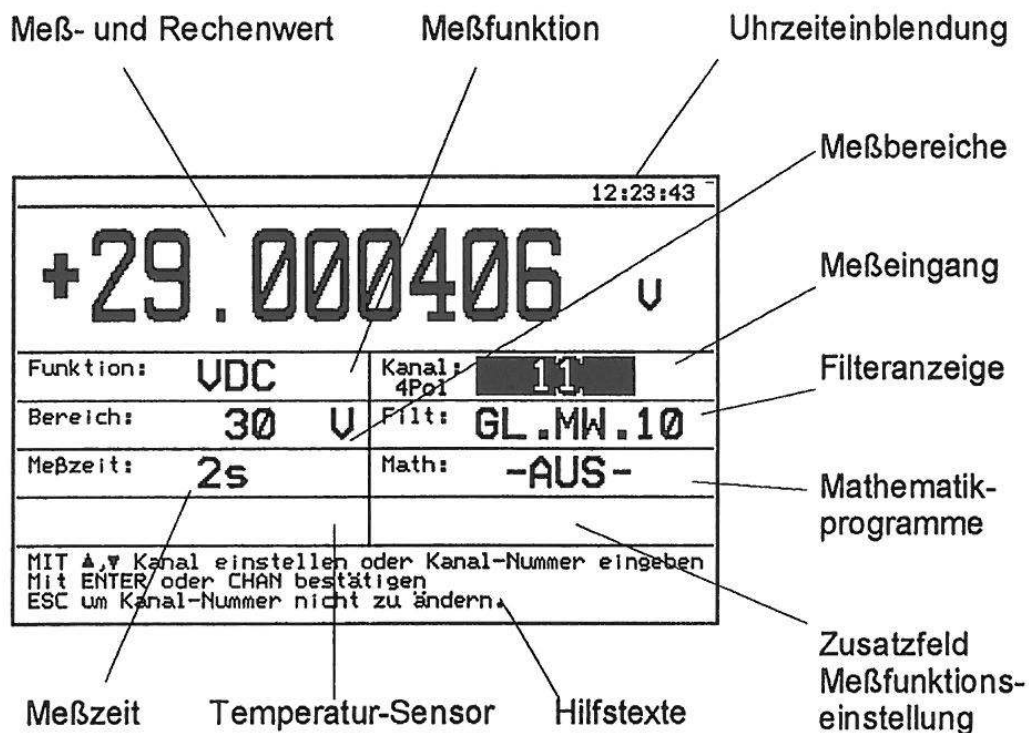 Meß- und Rechenwert Meßfunktion Uhrzeiteinblendung
Meßbereiche
12:23:43
+29.000406 V
Meßeingang
Funktion: VDC Kanal: 11
4Pol
Filteranzeige
Bereich: 30 V Filt: GL.MW.10
Meßzeit: 2s Math: -AUS-
Mathematik-
programme
MIT ▲,▼ Kanal einstellen oder Kanal-Nummer eingeben
Mit ENTER oder CHAN bestätigen
ESC um Kanal-Nummer nicht zu ändern.
Zusatzfeld
Meßfunktions-
einstellung
Meßzeit Temperatur-Sensor Hilfstexte